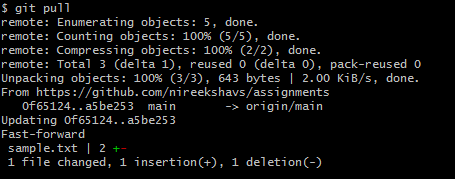 $ git pull
remote: Enumerating objects: 5, done.
remote: Counting objects: 100% (5/5), done.
remote: Compressing objects: 100% (2/2), done.
remote: Total 3 (delta 1), reused 0 (delta 0), pack-reused 0
Unpacking objects: 100% (3/3), 643 bytes | 2.00 KiB/s, done.
From https://github.com/nireekshavs/assignments
   0f65124..a5be253  main       -> origin/main
Updating 0f65124..a5be253
Fast-forward
 sample.txt | 2 +-
 1 file changed, 1 insertion(+), 1 deletion(-)